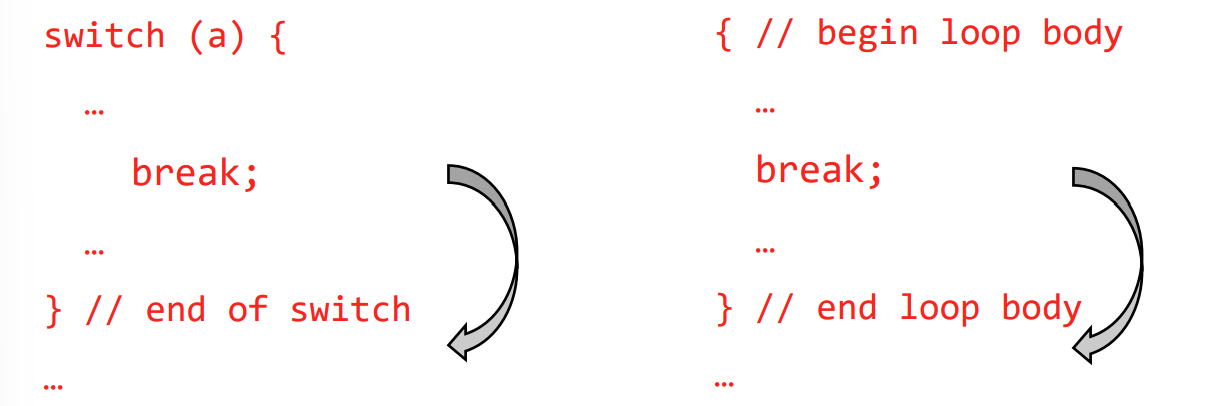 switch (a) {
…
break;
…
} // end of switch
…
{ // begin loop body
…
break;
…
} // end loop body
…